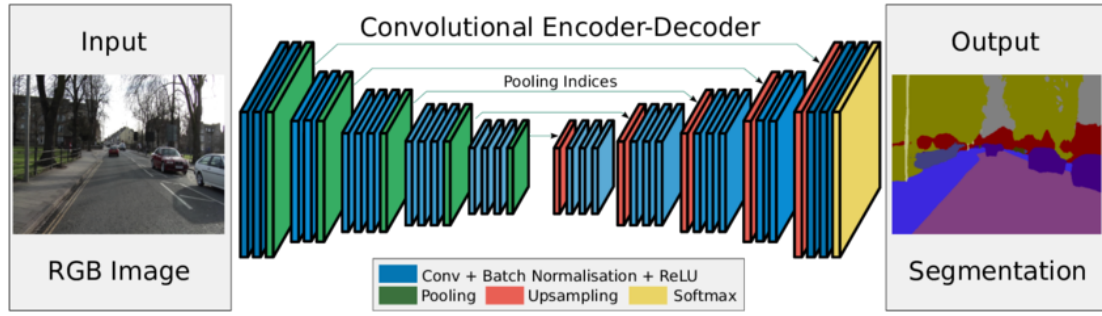 Input
RGB Image
Convolutional Encoder-Decoder
Pooling Indices
Conv + Batch Normalisation + ReLU
Pooling Upsampling Softmax
Output
Segmentation